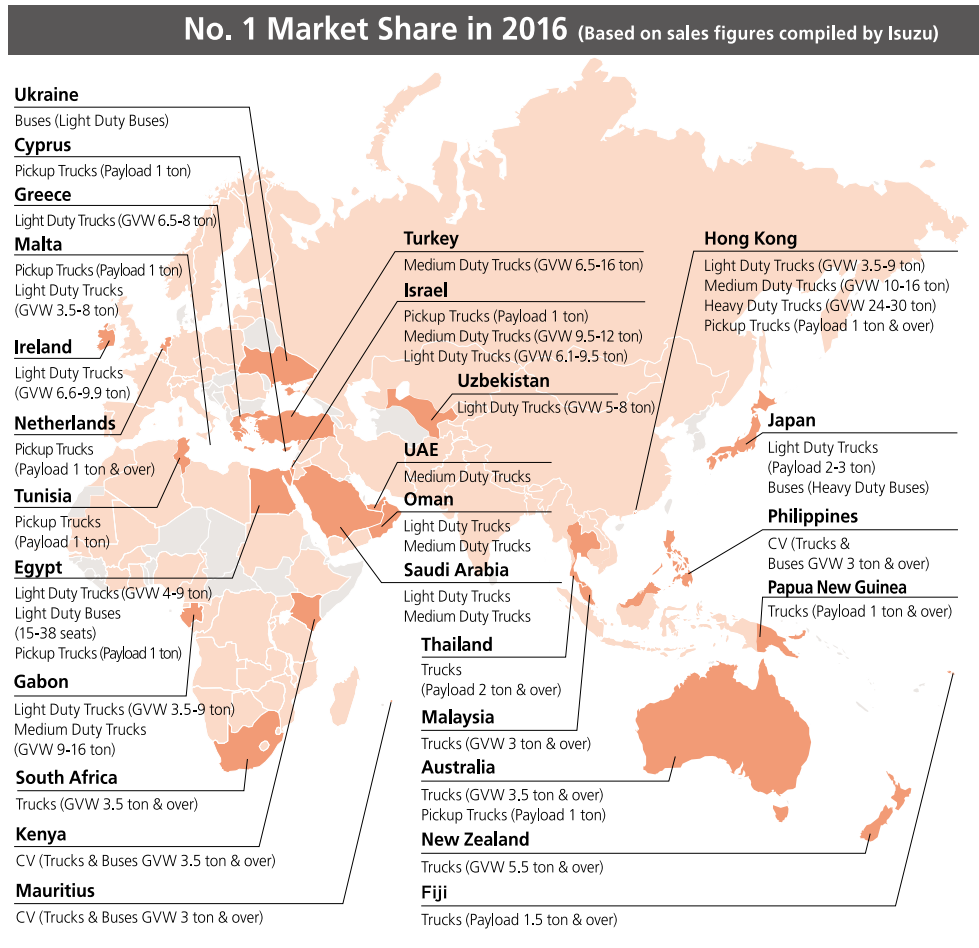 No. 1 Market Share in 2016 (Based on sales figures compiled by Isuzu)
Ukraine
Buses (Light Duty Buses)
Cyprus
Pickup Trucks (Payload 1 ton)
Greece
Light Duty Trucks (GVW 6.5-8 ton)
Malta
Pickup Trucks (Payload 1 ton)
Light Duty Trucks
(GVW 3.5-8 ton)
Ireland
Light Duty Trucks
(GVW 6.6-9.9 ton)
Netherlands
Pickup Trucks
(Payload 1 ton & over)
Tunisia
Pickup Trucks
(Payload 1 ton)
Egypt
Light Duty Trucks (GVW 4-9 ton)
Light Duty Buses
(15-38 seats)
Pickup Trucks (Payload 1 ton)
Gabon
Light Duty Trucks (GVW 3.5-9 ton)
Medium Duty Trucks
(GVW 9-16 ton)
South Africa
Trucks (GVW 3.5 ton & over)
Kenya
CV (Trucks & Buses GVW 3.5 ton & over)
Mauritius
CV (Trucks & Buses GVW 3 ton & over)
Turkey
Medium Duty Trucks (GVW 6.5-16 ton)
Israel
Pickup Trucks (Payload 1 ton)
Medium Duty Trucks (GVW 9.5-12 ton)
Light Duty Trucks (GVW 6.1-9.5 ton)
Uzbekistan
Light Duty Trucks (GVW 5-8 ton)
UAE
Medium Duty Trucks
Oman
Light Duty Trucks
Medium Duty Trucks
Saudi Arabia
Light Duty Trucks
Medium Duty Trucks
Thailand
Trucks
(Payload 2 ton & over)
Malaysia
Trucks (GVW 3 ton & over)
Australia
Trucks (GVW 3.5 ton & over)
Pickup Trucks (Payload 1 ton)
New Zealand
Trucks (GVW 5.5 ton & over)
Fiji
Trucks (Payload 1.5 ton & over)
Hong Kong
Light Duty Trucks (GVW 3.5-9 ton)
Medium Duty Trucks (GVW 10-16 ton)
Heavy Duty Trucks (GVW 24-30 ton)
Pickup Trucks (Payload 1 ton & over)
Japan
Light Duty Trucks
(Payload 2-3 ton)
Buses (Heavy Duty Buses)
Philippines
CV (Trucks &
Buses GVW 3 ton & over)
Papua New Guinea
Trucks (Payload 1 ton & over)